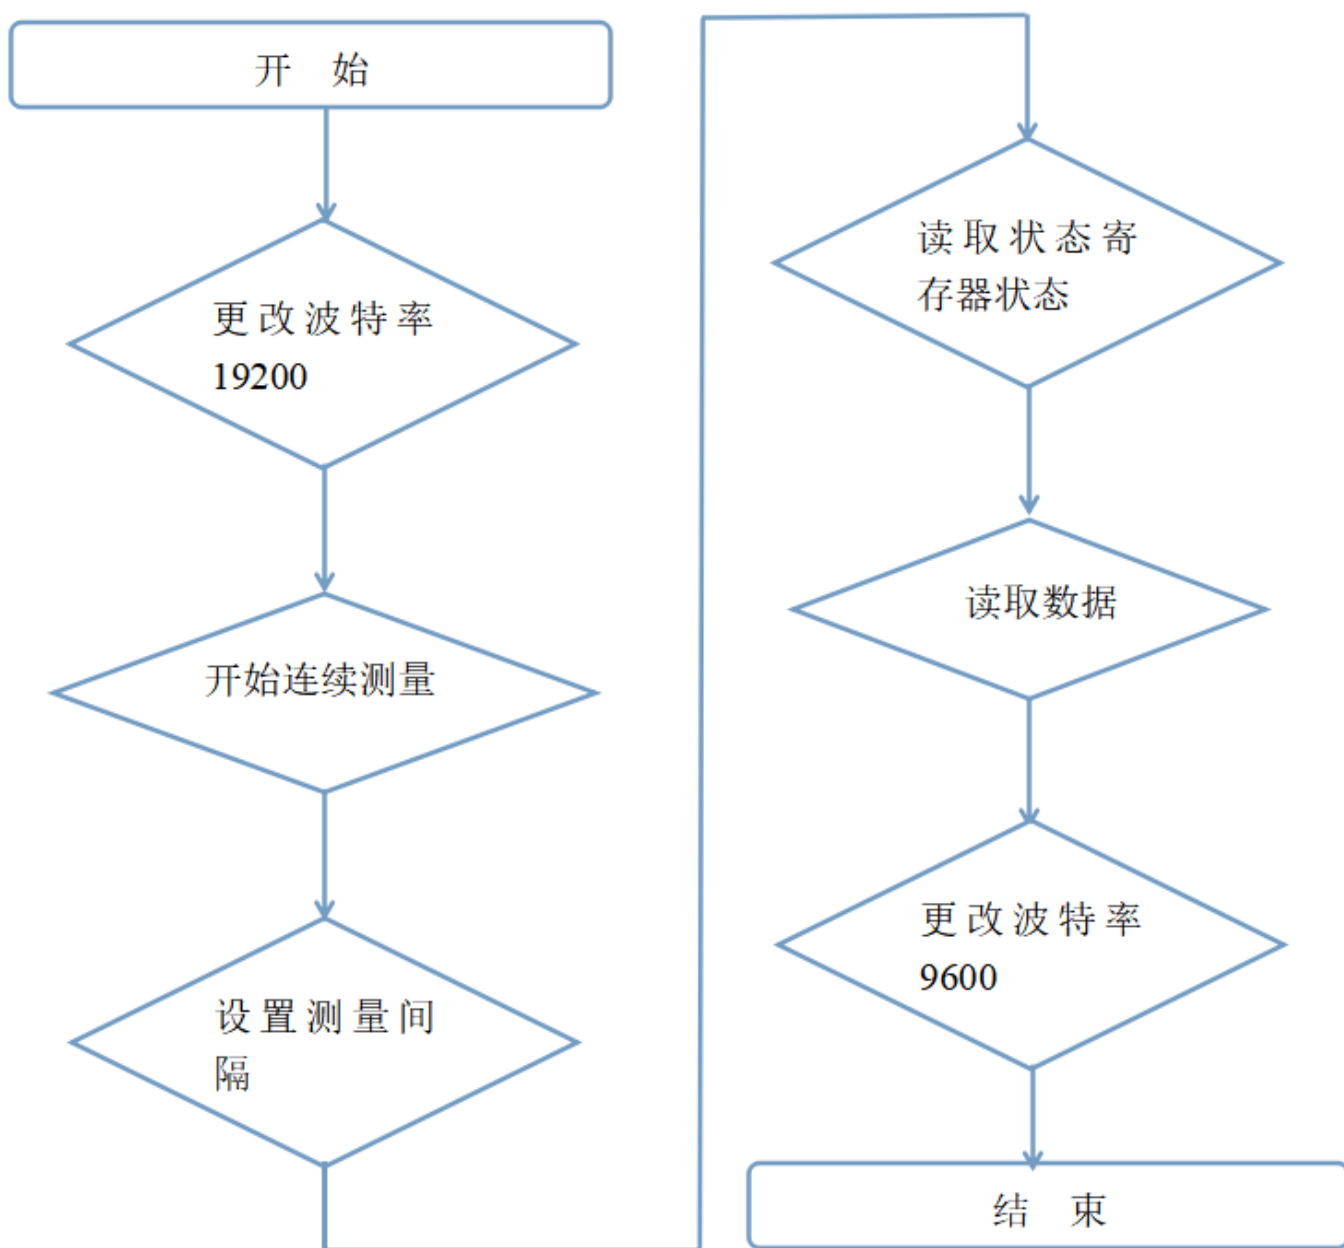 开 始
更改波特率
19200
开始连续测量
设置测量间
隔
读取状态寄
存器状态
读取数据
更改波特率
9600
结 束